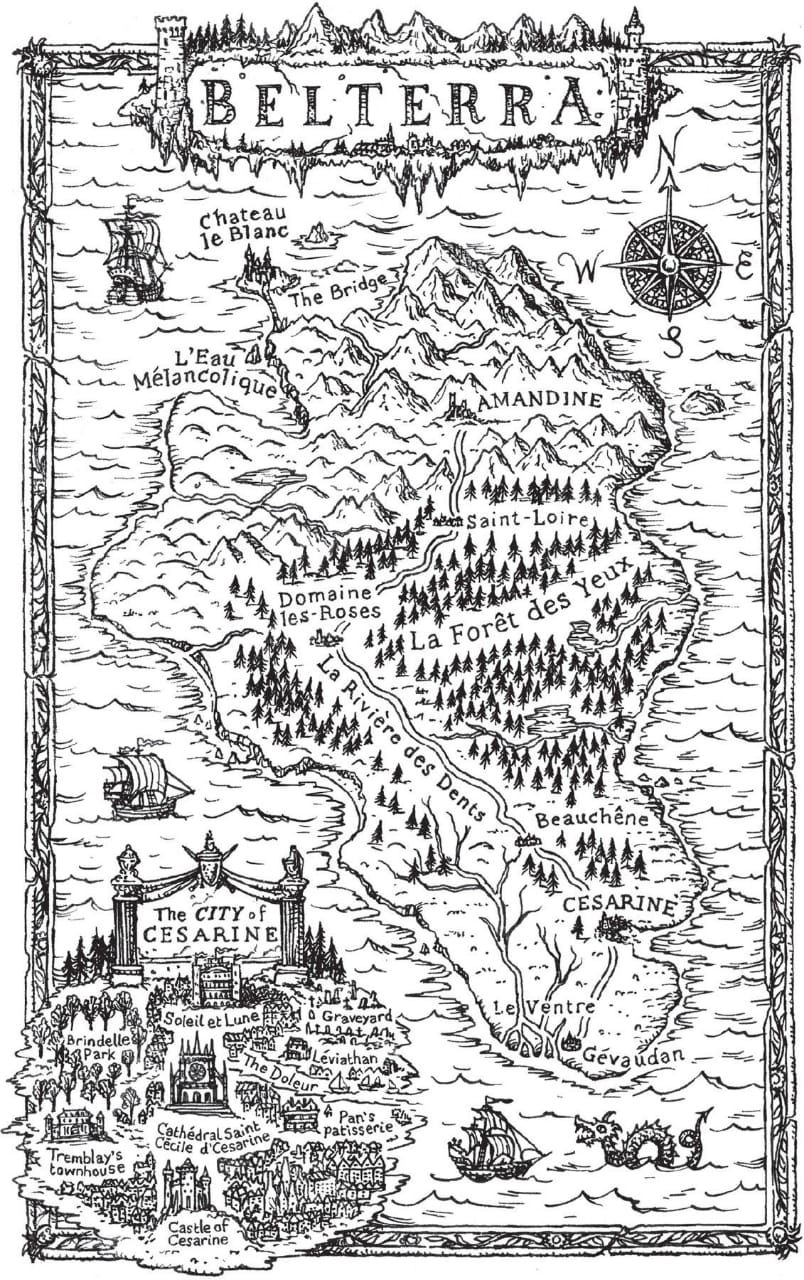 BELTERRA
N
W
E
S
Chateau
le Blanc
The Bridge
L'Eau
Mélancolique
AMANDINE
Saint-Loire
Domaine
les-Roses
La Forêt des Yeux
La Rivière des Dents
Beauchêne
CESARINE
Le Ventre
Gévaudan
The CITY of
CESARINE
Soleil et Lune
Graveyard
Brindelle
Park
Léviathan
The Doleur
Cathédral Saint
Cécile d'Cesarine
Pan's
patisserie
Tremblay's
townhouse
Castle of
Cesarine